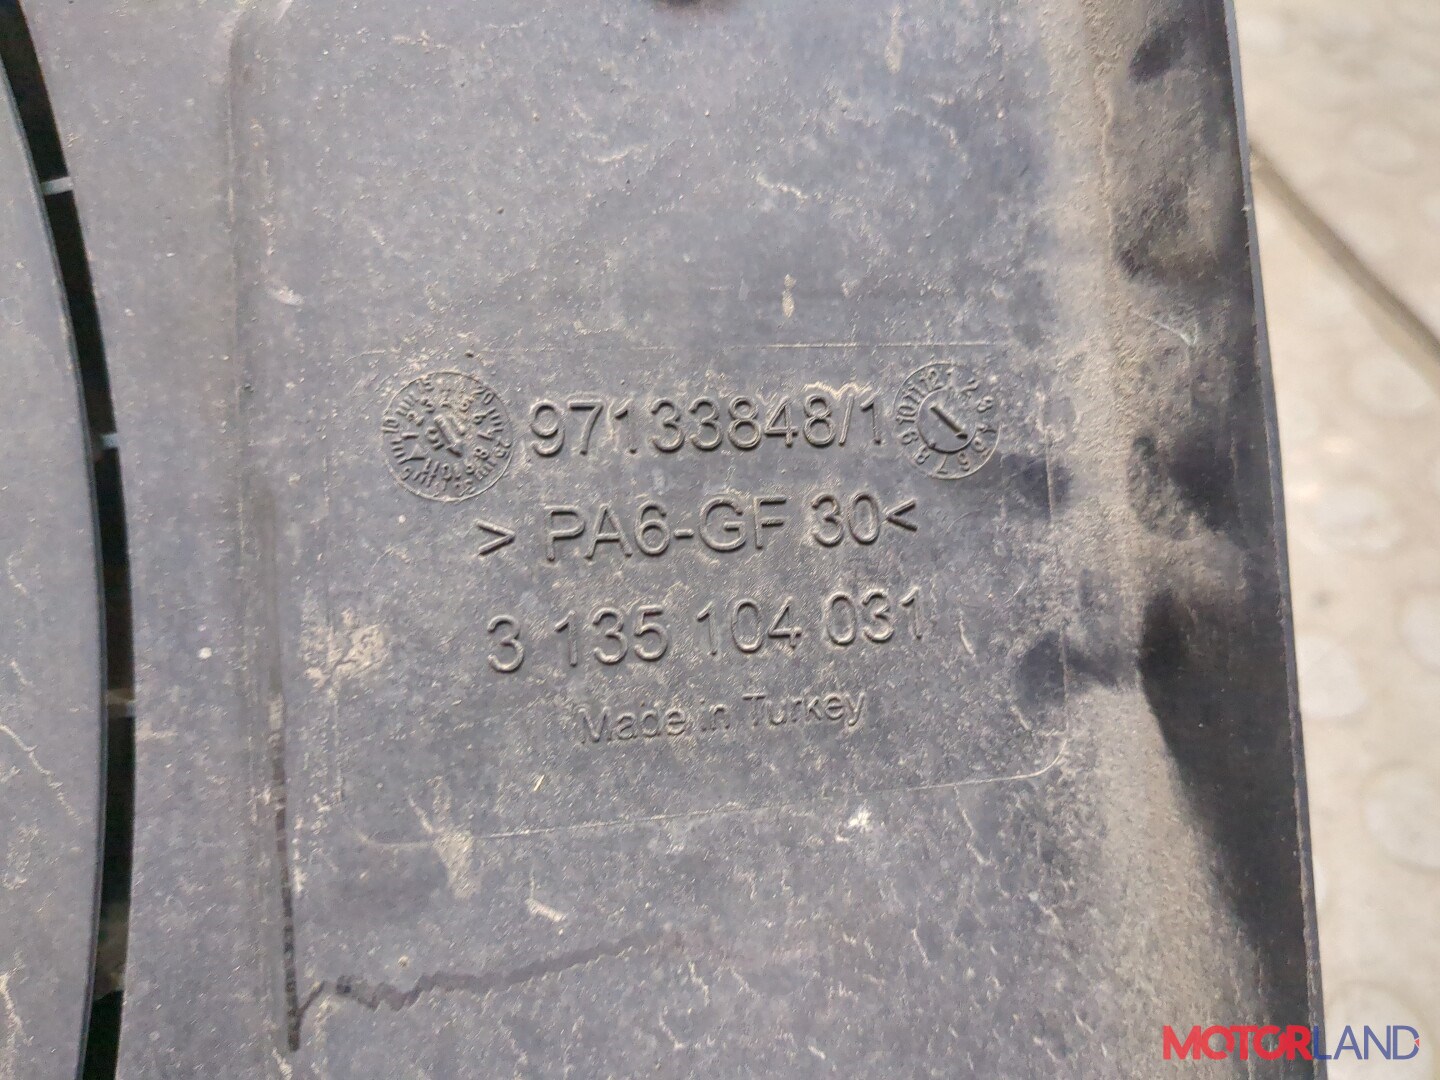 97133848/1
> PA6-GF 30<
3 135 104 031
Made in Turkey
MOTORLAND